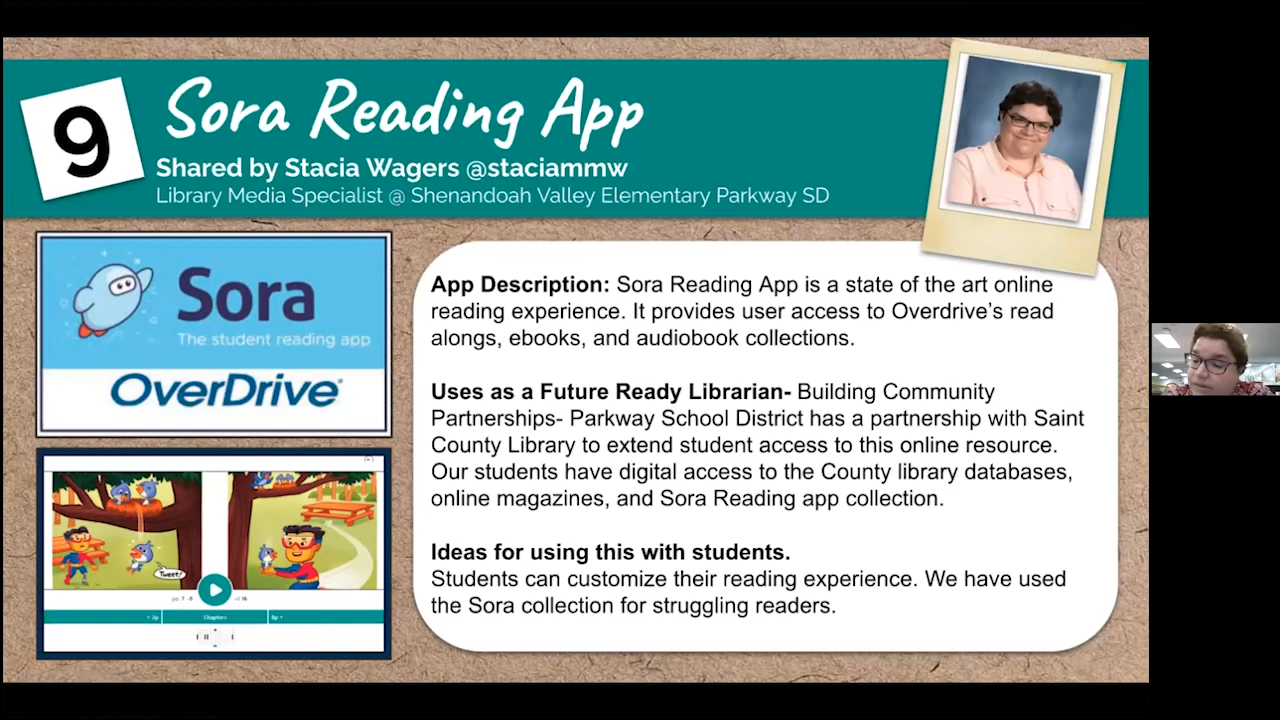 9
Sora Reading App
Shared by Stacia Wagers @staciammw
Library Media Specialist @ Shenandoah Valley Elementary Parkway SD
Sora
The student reading app
OverDrive
Tweet!
Chapters
App Description: Sora Reading App is a state of the art online
reading experience. It provides user access to Overdrive's read
alongs, ebooks, and audiobook collections.
Uses as a Future Ready Librarian- Building Community
Partnerships- Parkway School District has a partnership with Saint
County Library to extend student access to this online resource.
Our students have digital access to the County library databases,
online magazines, and Sora Reading app collection.
Ideas for using this with students.
Students can customize their reading experience. We have used
the Sora collection for struggling readers.